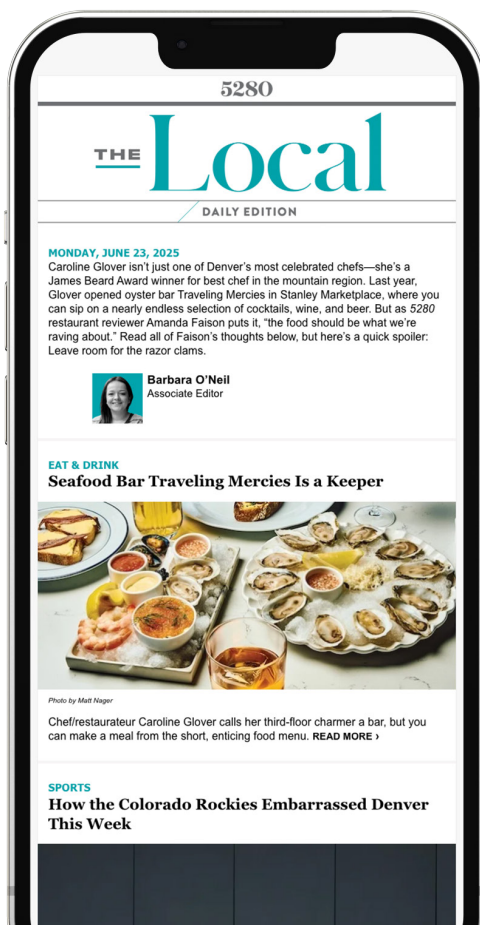 5280
THE Local
DAILY EDITION
MONDAY, JUNE 23, 2025
Caroline Glover isn’t just one of Denver’s most celebrated chefs—she’s a
James Beard Award winner for best chef in the mountain region. Last year,
Glover opened oyster bar Traveling Mercies in Stanley Marketplace, where you
can sip on a nearly endless selection of cocktails, wine, and beer. But as 5280
restaurant reviewer Amanda Faison puts it, “the food should be what we’re
raving about.” Read all of Faison’s thoughts below, but here’s a quick spoiler:
Leave room for the razor clams.
Barbara O’Neil
Associate Editor
EAT & DRINK
Seafood Bar Traveling Mercies Is a Keeper
Photo by Matt Nager
Chef/restaurateur Caroline Glover calls her third-floor charmer a bar, but you
can make a meal from the short, enticing food menu. READ MORE ›
SPORTS
How the Colorado Rockies Embarrassed Denver
This Week